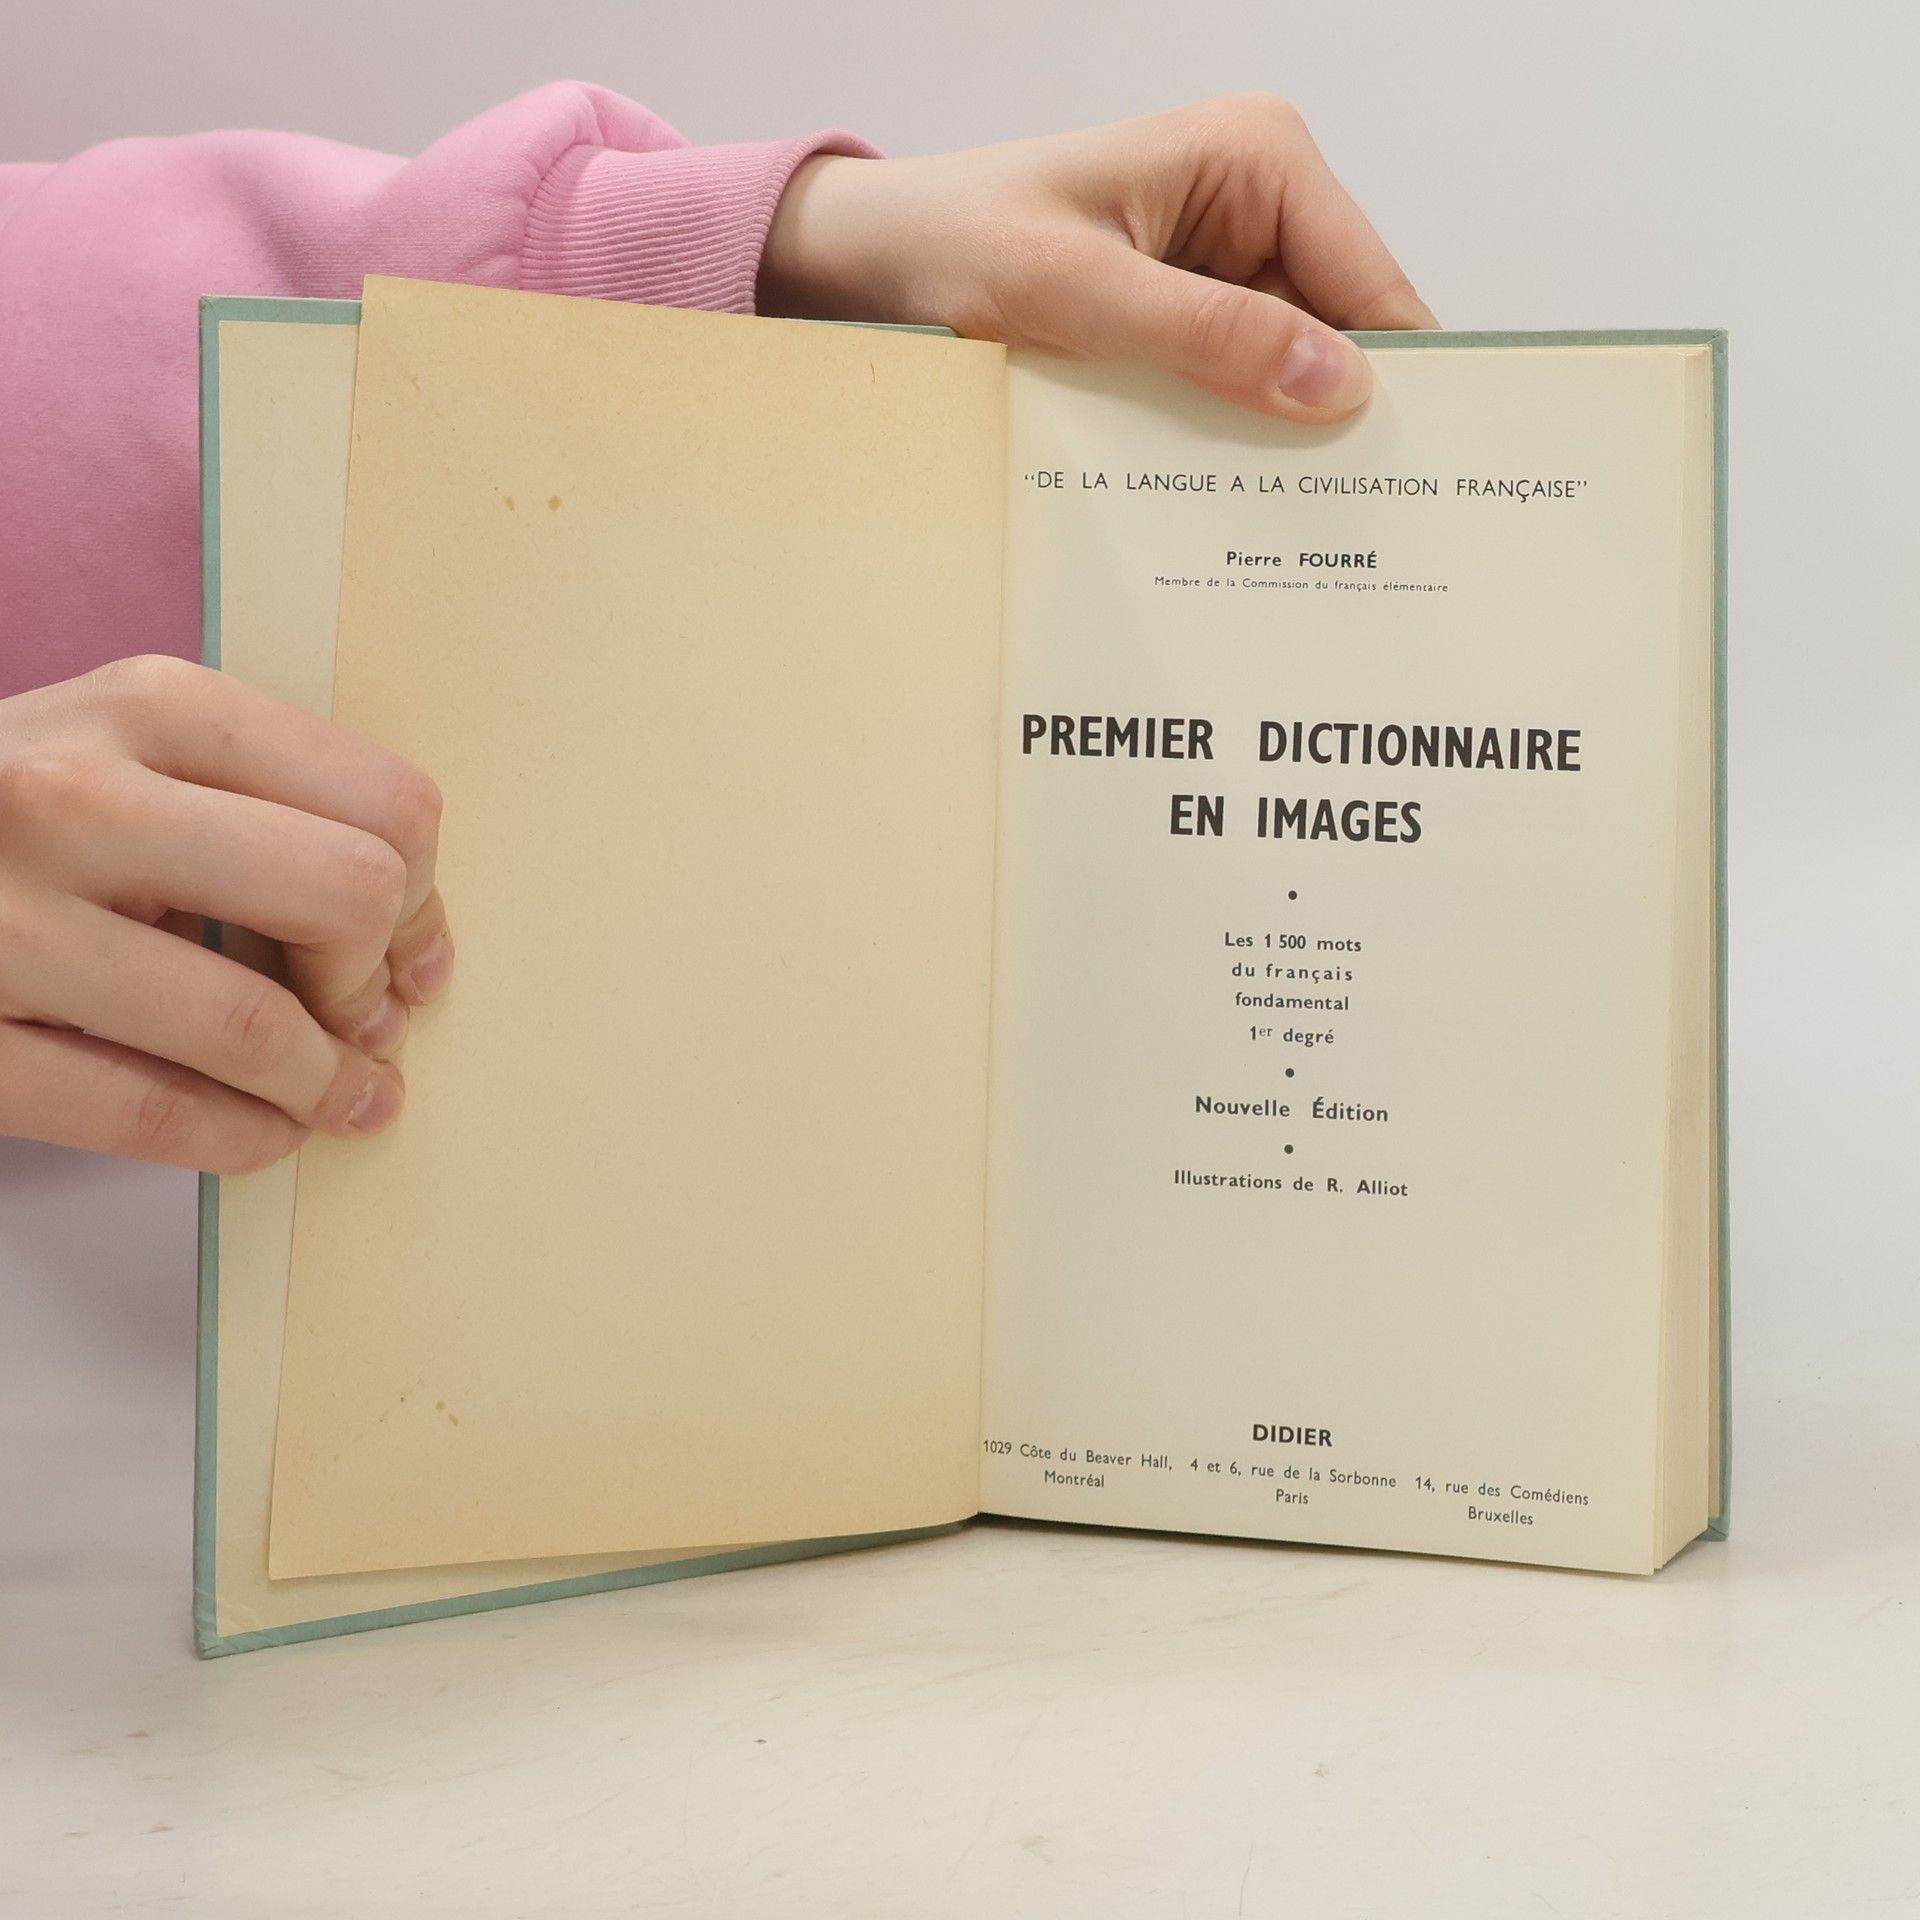 “DE LA LANGUE A LA CIVILISATION FRANÇAISE”
Pierre FOURRÉ
Membre de la Commission du français élémentaire
PREMIER DICTIONNAIRE
EN IMAGES
•
Les 1 500 mots
du français
fondamental
1er degré
•
Nouvelle Édition
•
Illustrations de R. Alliot
DIDIER
1029 Côte du Beaver Hall, 4 et 6, rue de la Sorbonne 14, rue des Comédiens
Montréal Paris Bruxelles